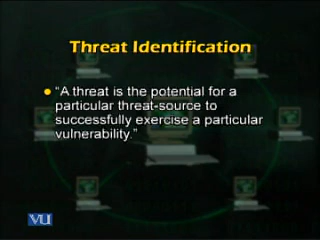 Threat Identification
“A threat is the potential for a
particular threat-source to
successfully exercise a particular
vulnerability.”
VU